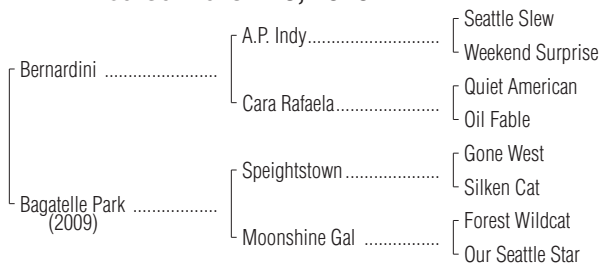 Seattle Slew
A.P. Indy
Weekend Surprise
Bernardini
Quiet American
Cara Rafaela
Oil Fable
Gone West
Speightstown
Silken Cat
Bagatelle Park
(2009)
Forest Wildcat
Moonshine Gal
Our Seattle Star